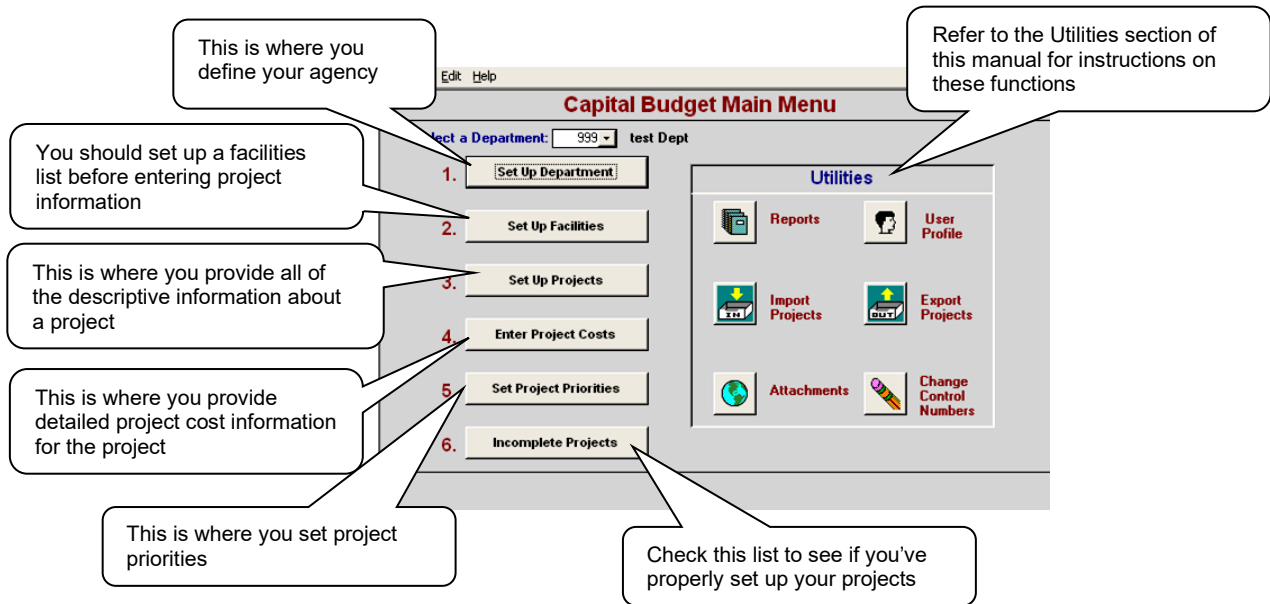 This is where you
define your agency
Refer to the Utilities section of
this manual for instructions on
these functions
Edit Help
Capital Budget Main Menu
a Department: 999 test Dept
You should set up a facilities
list before entering project
information
1. Set Up Department
2. Set Up Facilities
This is where you provide all of
the descriptive information about
a project
3. Set Up Projects
4. Enter Project Costs
This is where you provide
detailed project cost information
for the project
5. Set Project Priorities
6. Incomplete Projects
Utilities
Reports
User
Profile
IN
Import
Projects
OUT
Export
Projects
Attachments
Change
Control
Numbers
This is where you set project
priorities
Check this list to see if you’ve
properly set up your projects